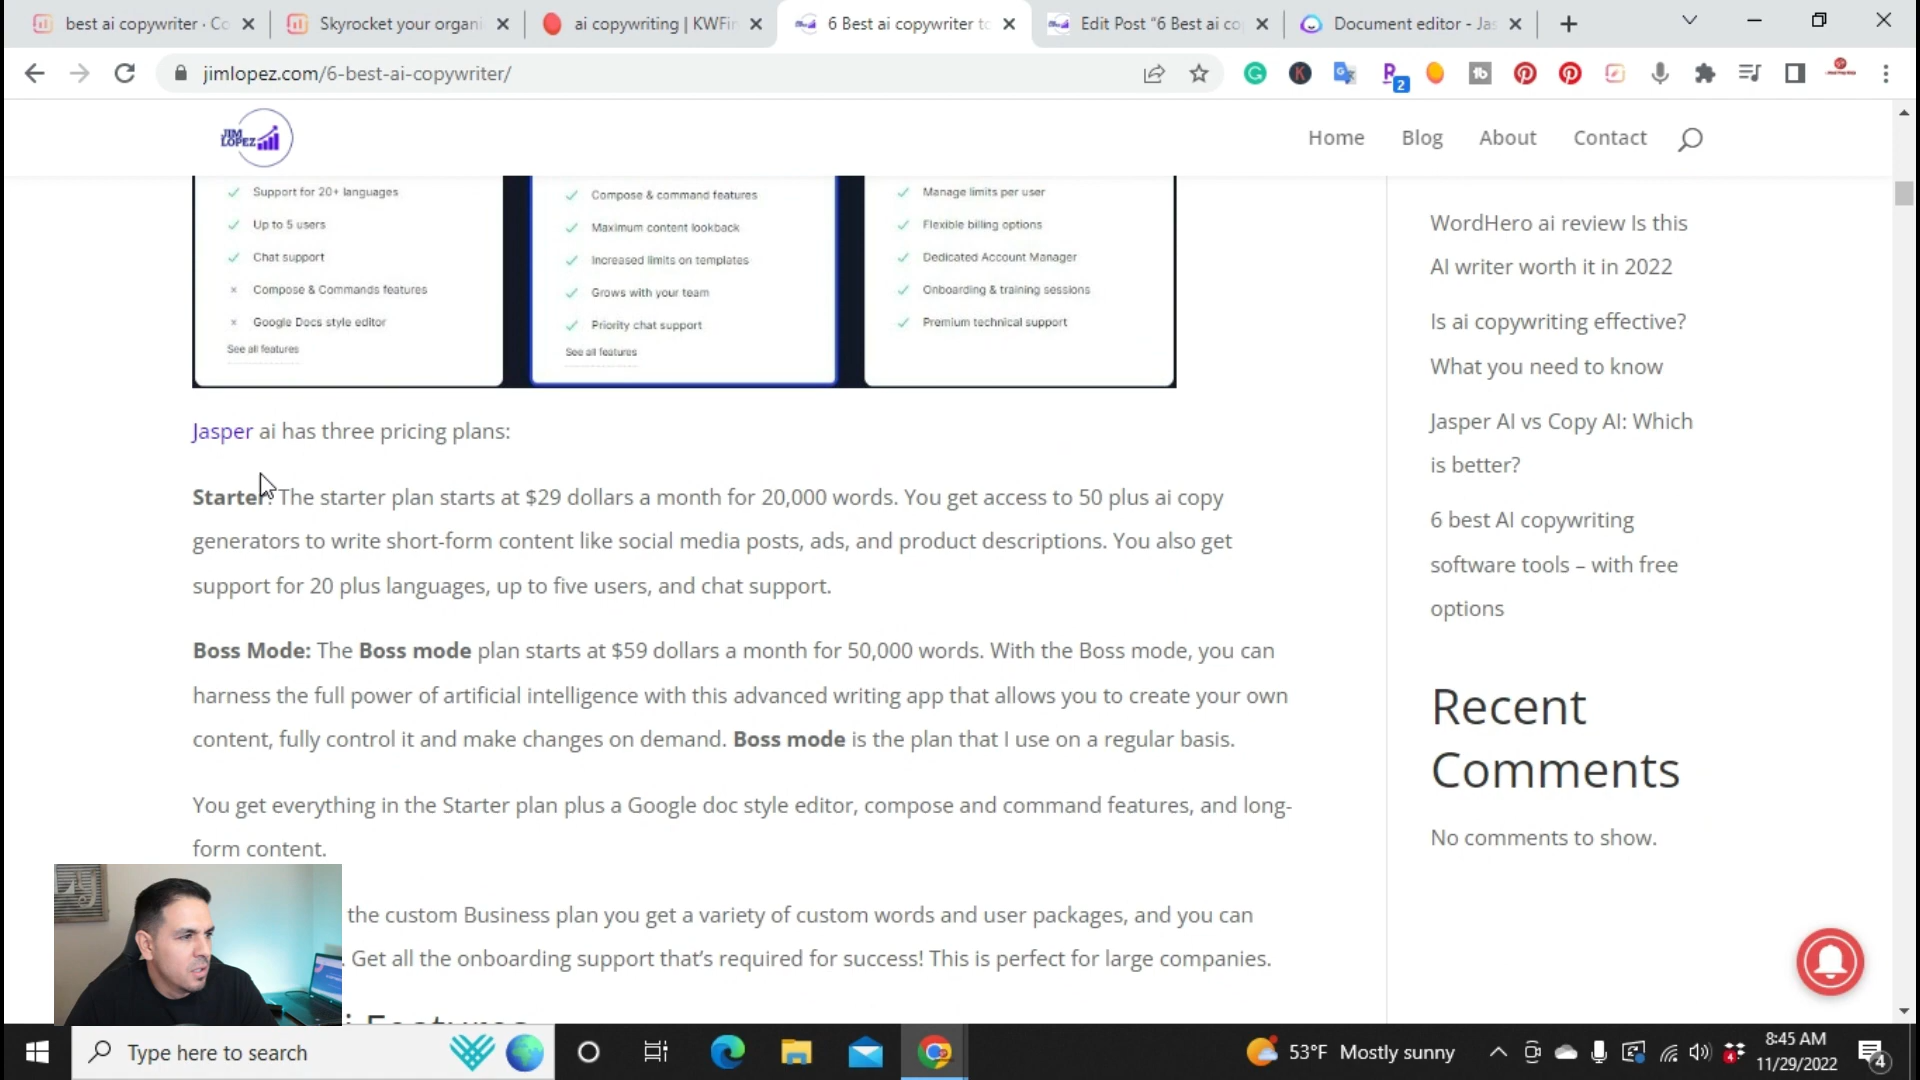 best ai copywriter · Co
Skyrocket your organi
ai copywriting | KWFin
6 Best ai copywriter to
Edit Post "6 Best ai co
Document editor - Jas
jimlopez.com/6-best-ai-copywriter/
2
JIM
LOPEZ
Home
Blog
About
Contact
Support for 20+ languages
Up to 5 users
Chat support
Compose & Commands features
Google Docs style editor
See all features
Compose & command features
Maximum content lookback
Increased limits on templates
Grows with your team
Priority chat support
See all features
Manage limits per user
Flexible billing options
Dedicated Account Manager
Onboarding & training sessions
Premium technical support
Jasper ai has three pricing plans:
Starter: The starter plan starts at $29 dollars a month for 20,000 words. You get access to 50 plus ai copy
generators to write short-form content like social media posts, ads, and product descriptions. You also get
support for 20 plus languages, up to five users, and chat support.
Boss Mode: The Boss mode plan starts at $59 dollars a month for 50,000 words. With the Boss mode, you can
harness the full power of artificial intelligence with this advanced writing app that allows you to create your own
content, fully control it and make changes on demand. Boss mode is the plan that I use on a regular basis.
You get everything in the Starter plan plus a Google doc style editor, compose and command features, and long-
form content.
the custom Business plan you get a variety of custom words and user packages, and you can
. Get all the onboarding support that's required for success! This is perfect for large companies.
i Features
WordHero ai review Is this
AI writer worth it in 2022
Is ai copywriting effective?
What you need to know
Jasper AI vs Copy AI: Which
is better?
6 best AI copywriting
software tools – with free
options
Recent
Comments
No comments to show.
Type here to search
53°F Mostly sunny
4
8:45 AM
11/29/2022
4